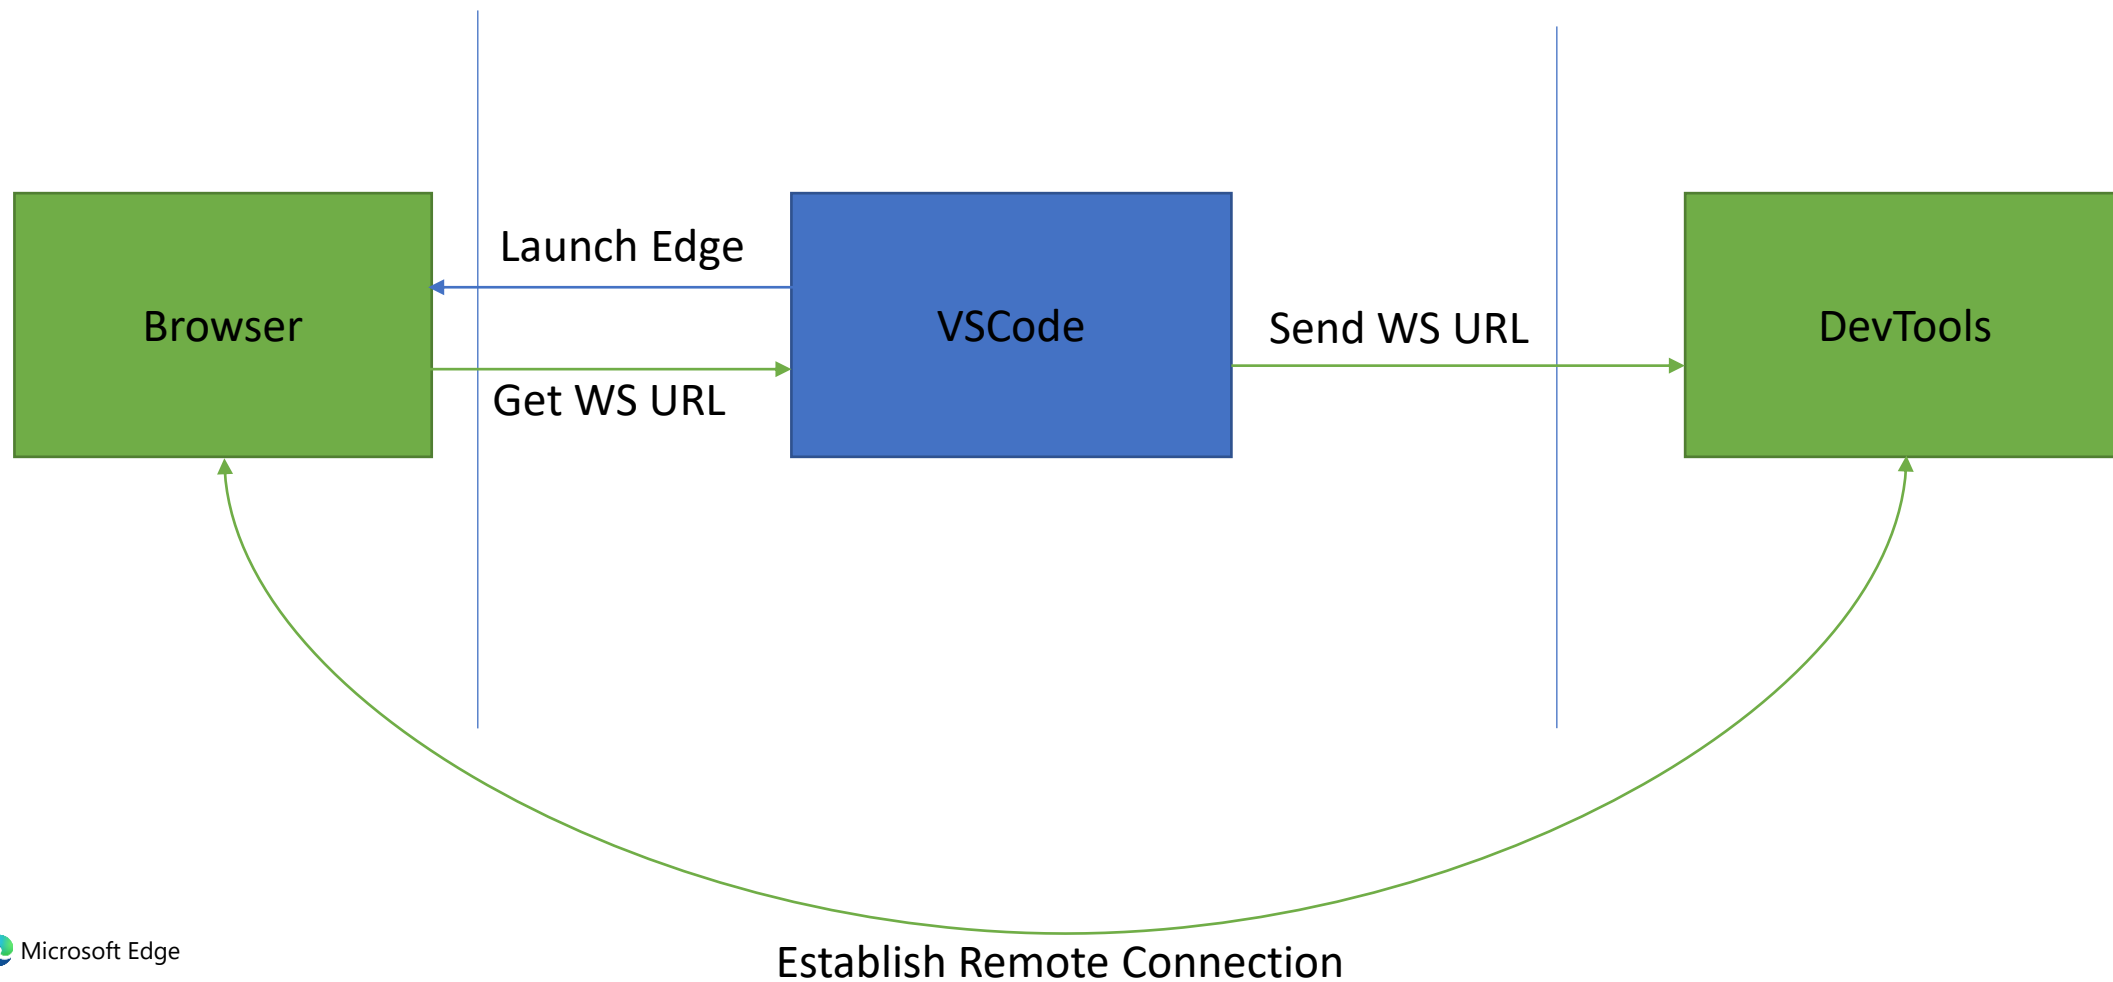 Launch Edge
Browser
VSCode
Send WS URL
DevTools
Get WS URL
Microsoft Edge
Establish Remote Connection